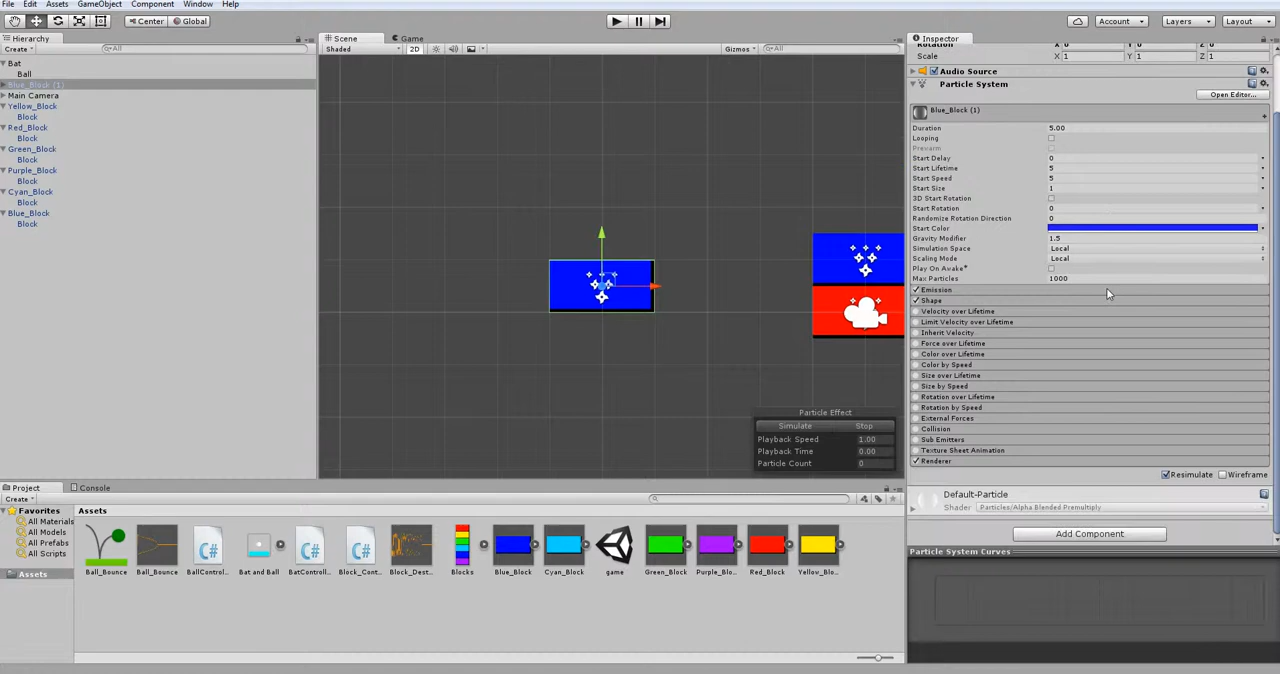 File Edit Assets GameObject Component Window Help
Center Global
Account Layers Layout
Hierarchy
Create All
Bat
Ball
Blue_Block (1)
Main Camera
Yellow_Block
Block
Red_Block
Block
Green_Block
Block
Purple_Block
Block
Cyan_Block
Block
Blue_Block
Block
Scene Game
Shaded 2D Gizmos All
Particle Effect
Simulate Stop
Playback Speed 1.00
Playback Time 0.00
Particle Count 0
Inspector
Rotation X 0 Y 0 Z 0
Scale X 1 Y 1 Z 1
Audio Source
Particle System
Open Editor...
Blue_Block (1)
Duration 5.00
Looping
Prewarm
Start Delay 0
Start Lifetime 5
Start Speed 5
Start Size 1
3D Start Rotation
Start Rotation 0
Randomize Rotation Direction 0
Start Color
Gravity Modifier 1.5
Simulation Space Local
Scaling Mode Local
Play On Awake*
Max Particles 1000
Emission
Shape
Velocity over Lifetime
Limit Velocity over Lifetime
Inherit Velocity
Force over Lifetime
Color over Lifetime
Color by Speed
Size over Lifetime
Size by Speed
Rotation over Lifetime
Rotation by Speed
External Forces
Collision
Sub Emitters
Texture Sheet Animation
Renderer
Resimulate Wireframe
Default-Particle
Shader Particles/Alpha Blended Premultiply
Add Component
Particle System Curves
Project Console
Create
Favorites
All Materials
All Models
All Prefabs
All Scripts
Assets
Assets
Ball_Bounce Ball_Bounce BallControl... Bat and Ball BatControll... Block_Cont... Block_Dest... Blocks Blue_Block Cyan_Block game Green_Block Purple_Blo... Red_Block Yellow_Blo...